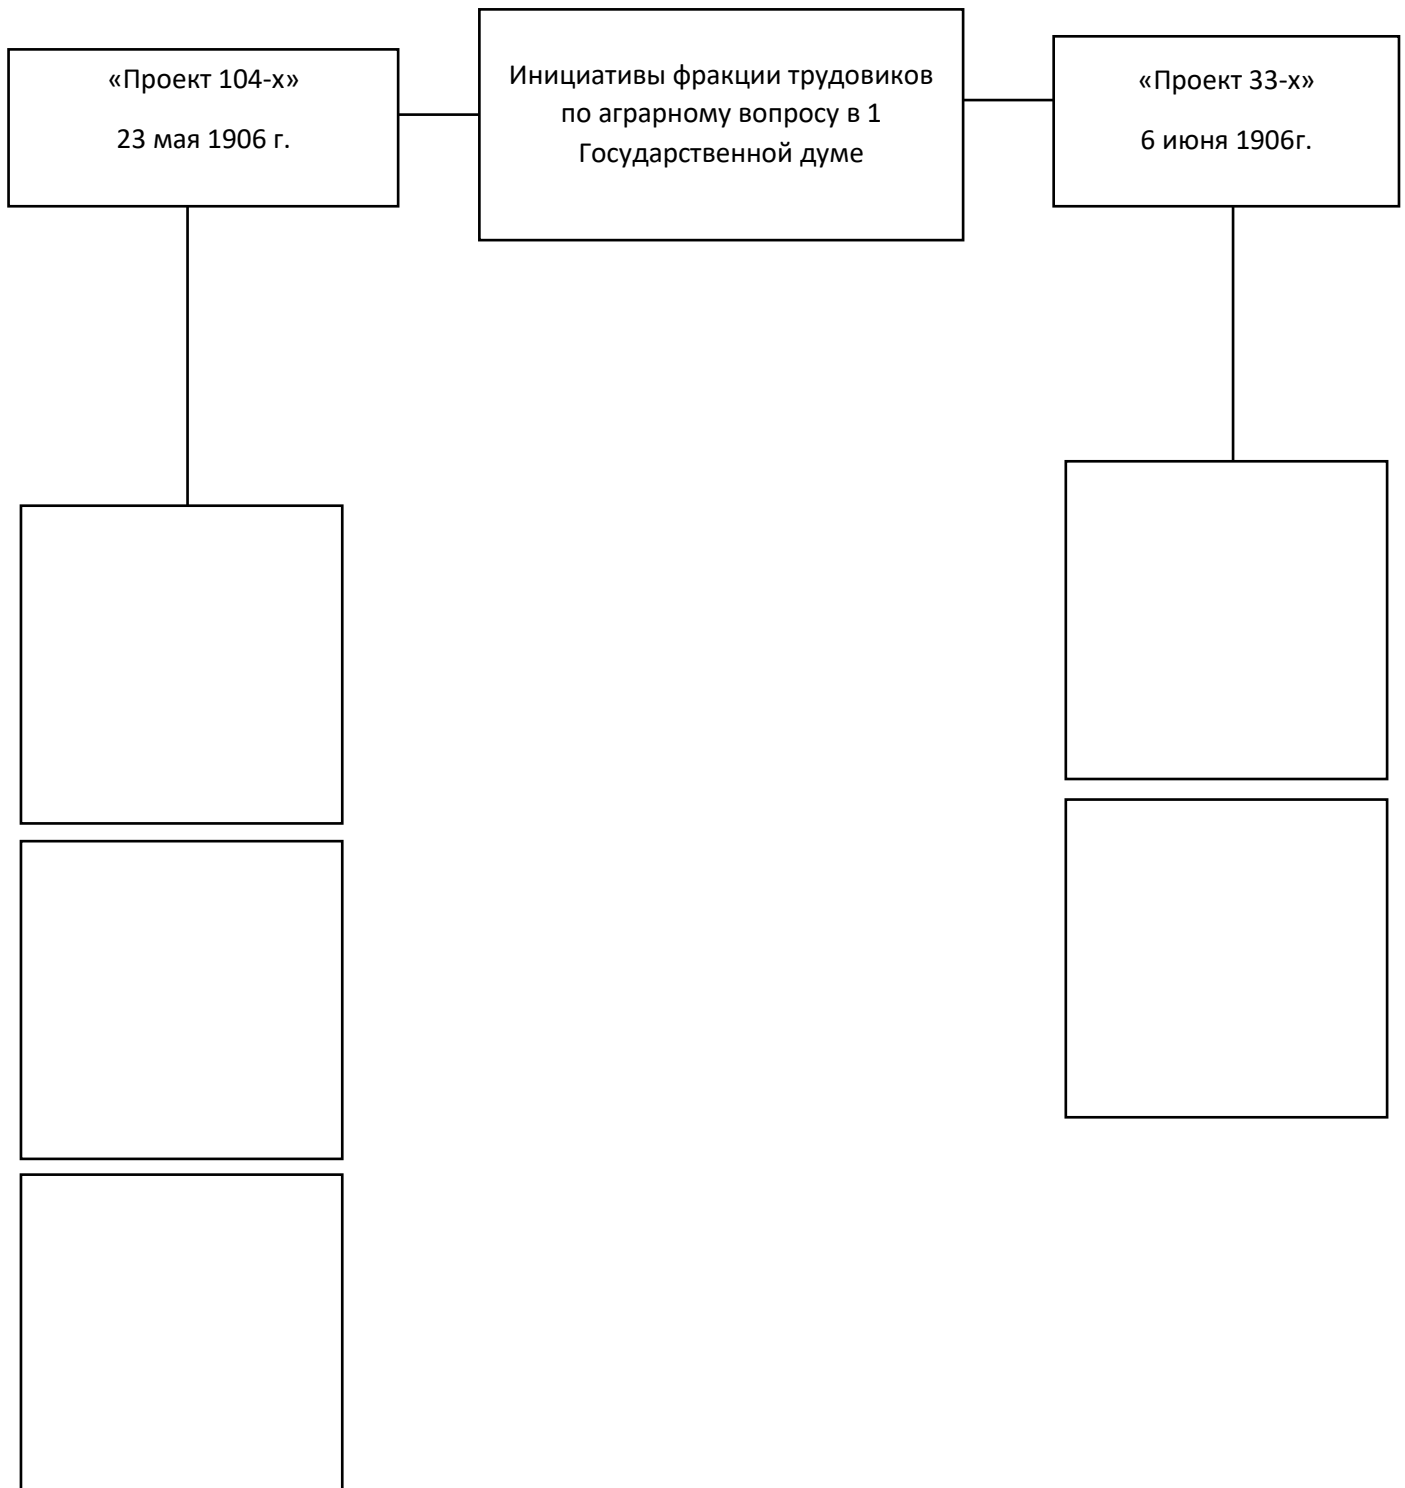 «Проект 104-х»
23 мая 1906 г.
Инициативы фракции трудовиков
по аграрному вопросу в 1
Государственной думе
«Проект 33-х»
6 июня 1906г.